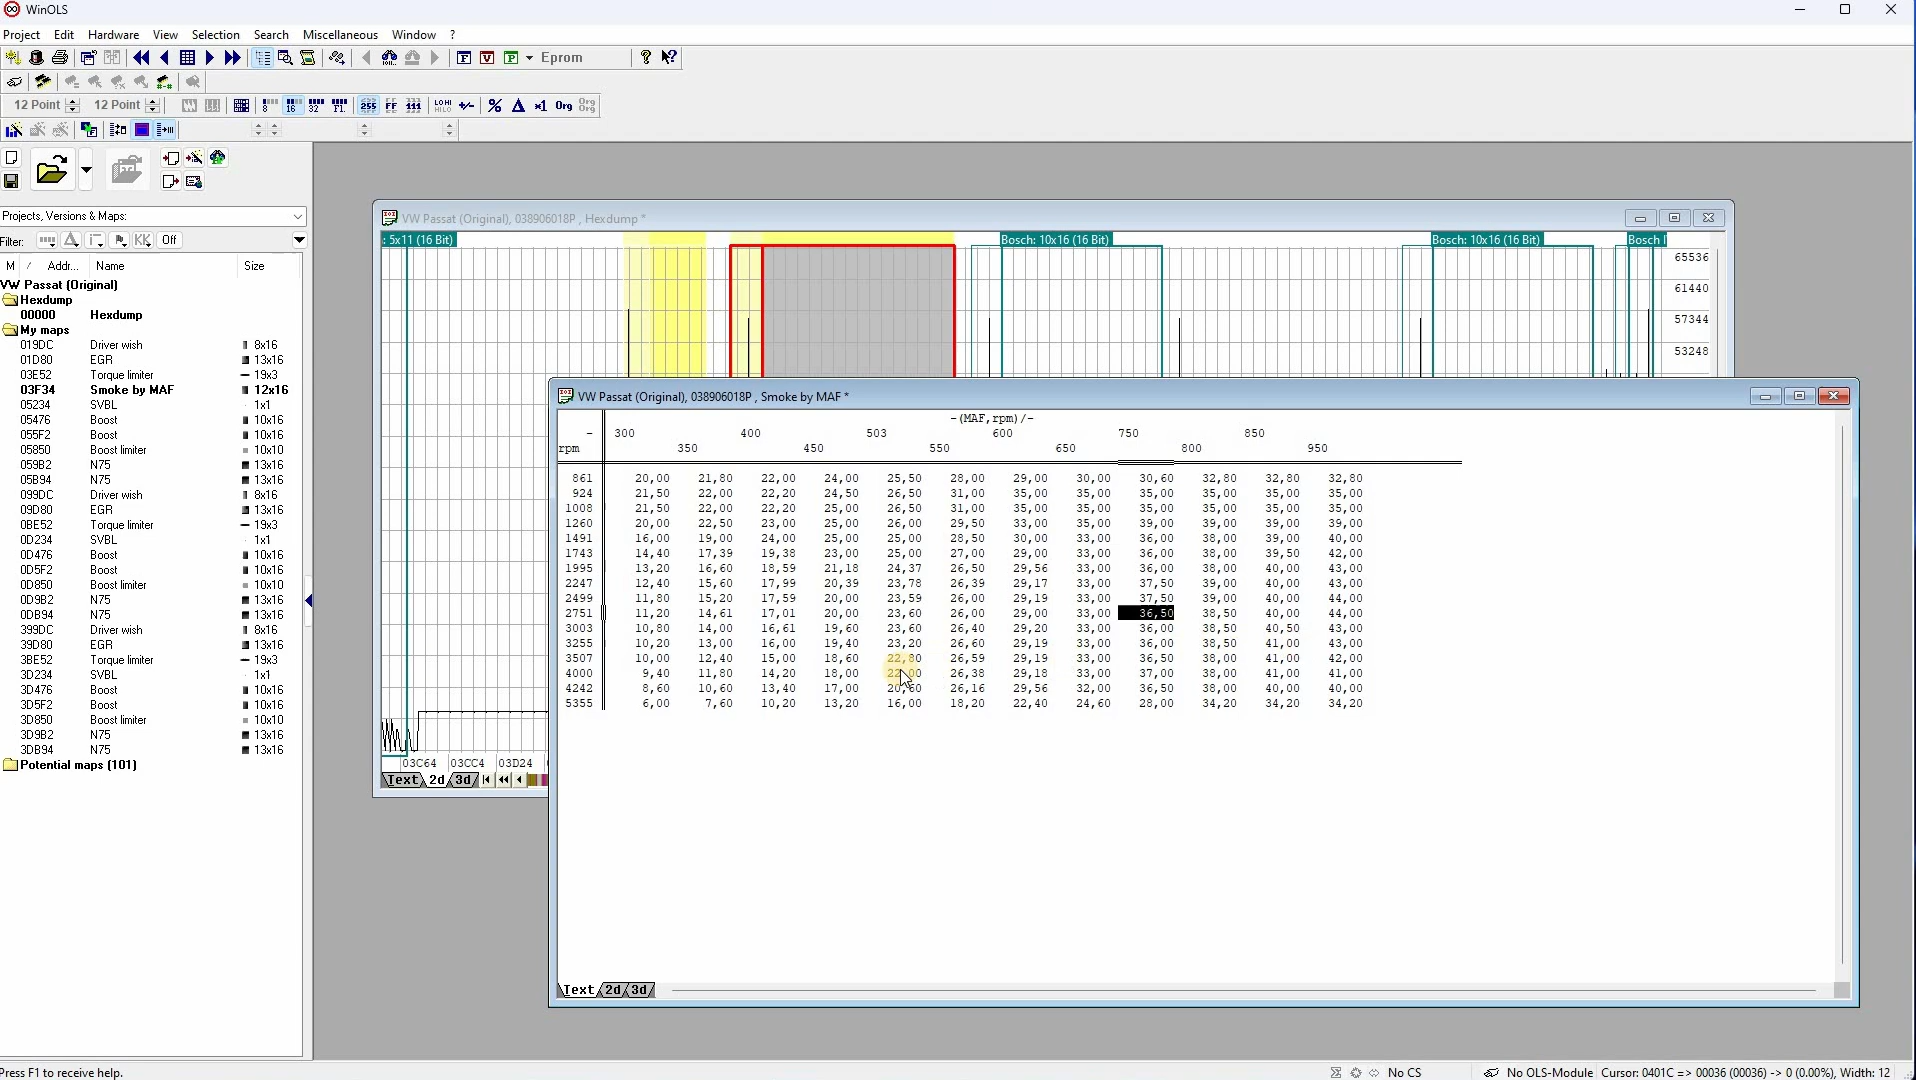 WinOLS
Project Edit Hardware View Selection Search Miscellaneous Window ?
Eprom
12 Point 12 Point
Projects, Versions & Maps:
Filter: Off
M / Addr... Name Size
VW Passat (Original)
Hexdump
00000 Hexdump
My maps
019DC Driver wish 8x16
01D80 EGR 13x16
03E52 Torque limiter 19x3
03F34 Smoke by MAF 12x16
05234 SVBL 1x1
05476 Boost 10x16
055F2 Boost 10x16
05850 Boost limiter 10x10
059B2 N75 13x16
05B94 N75 13x16
099DC Driver wish 8x16
09D80 EGR 13x16
0BE52 Torque limiter 19x3
0D234 SVBL 1x1
0D476 Boost 10x16
0D5F2 Boost 10x16
0D850 Boost limiter 10x10
0D9B2 N75 13x16
0DB94 N75 13x16
399DC Driver wish 8x16
39D80 EGR 13x16
3BE52 Torque limiter 19x3
3D234 SVBL 1x1
3D476 Boost 10x16
3D5F2 Boost 10x16
3D850 Boost limiter 10x10
3D9B2 N75 13x16
3DB94 N75 13x16
Potential maps (101)
VW Passat (Original), 038906018P , Hexdump *
: 5x11 (16 Bit) Bosch: 10x16 (16 Bit) Bosch: 10x16 (16 Bit) Bosch
65536
61440
57344
53248
03C64 03CC4 03D24
Text 2d 3d
VW Passat (Original), 038906018P , Smoke by MAF *
-(MAF,rpm)/-
- 300 400 503 600 750 850
rpm 350 450 550 650 800 950
861 20,00 21,80 22,00 24,00 25,50 28,00 29,00 30,00 30,60 32,80 32,80 32,80
924 21,50 22,00 22,20 24,50 26,50 31,00 35,00 35,00 35,00 35,00 35,00 35,00
1008 21,50 22,00 22,20 25,00 26,50 31,00 35,00 35,00 35,00 35,00 35,00 35,00
1260 20,00 22,50 23,00 25,00 26,00 29,50 33,00 35,00 39,00 39,00 39,00 39,00
1491 16,00 19,00 24,00 25,00 25,00 28,50 30,00 33,00 36,00 38,00 39,00 40,00
1743 14,40 17,39 19,38 23,00 25,00 27,00 29,00 33,00 36,00 38,00 39,50 42,00
1995 13,20 16,60 18,59 21,18 24,37 26,50 29,56 33,00 36,00 38,00 40,00 43,00
2247 12,40 15,60 17,99 20,39 23,78 26,39 29,17 33,00 37,50 39,00 40,00 43,00
2499 11,80 15,20 17,59 20,00 23,59 26,00 29,19 33,00 37,50 39,00 40,00 44,00
2751 11,20 14,61 17,01 20,00 23,60 26,00 29,00 33,00 36,50 38,50 40,00 44,00
3003 10,80 14,00 16,61 19,60 23,60 26,40 29,20 33,00 36,00 38,50 40,50 43,00
3255 10,20 13,00 16,00 19,40 23,20 26,60 29,19 33,00 36,00 38,50 41,00 43,00
3507 10,00 12,40 15,00 18,60 22,80 26,59 29,19 33,00 36,50 38,00 41,00 42,00
4000 9,40 11,80 14,20 18,00 22,00 26,38 29,18 33,00 37,00 38,00 41,00 41,00
4242 8,60 10,60 13,40 17,00 20,60 26,16 29,56 32,00 36,50 38,00 40,00 40,00
5355 6,00 7,60 10,20 13,20 16,00 18,20 22,40 24,60 28,00 34,20 34,20 34,20
Text 2d 3d
Press F1 to receive help.
No CS No OLS-Module Cursor: 0401C => 00036 (00036) -> 0 (0.00%), Width: 12